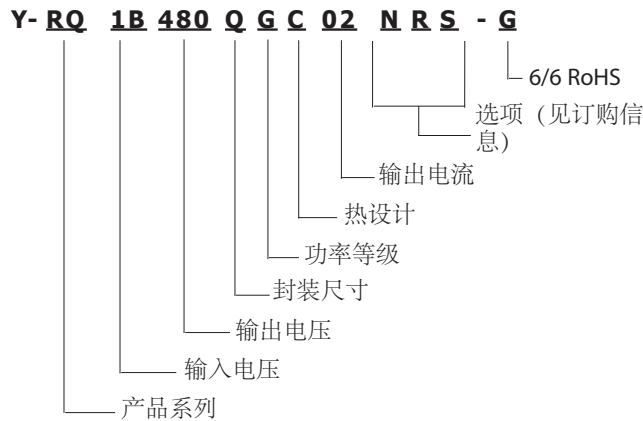 Y- RQ 1B 480 Q G C 02 N R S - G
6/6 RoHS
选项 (见订购信
息)
输出电流
热设计
功率等级
封装尺寸
输出电压
输入电压
产品系列